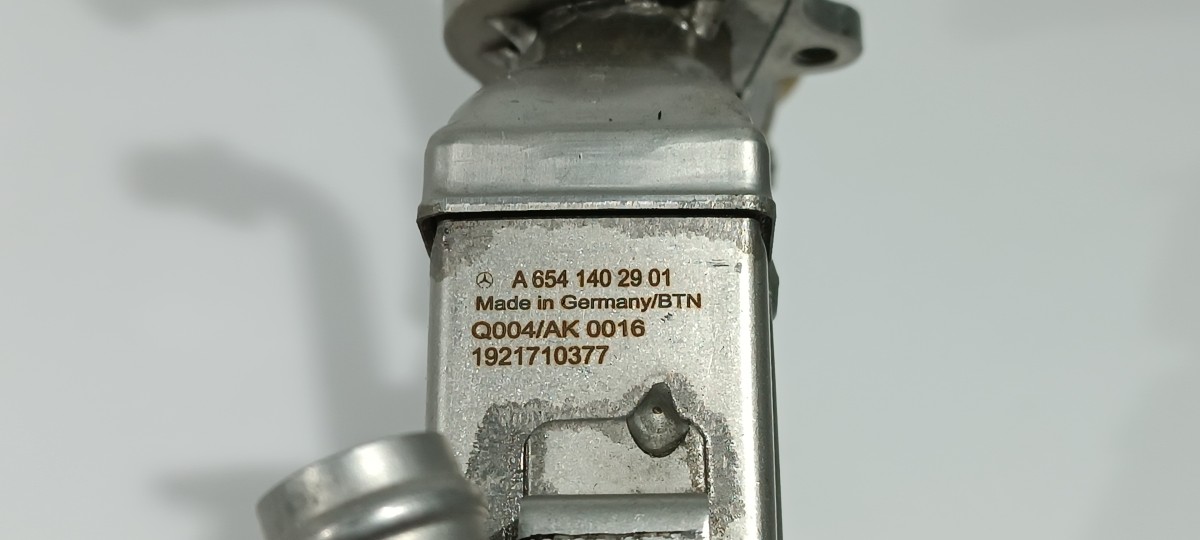 A 654 140 29 01
Made in Germany/BTN
Q004/AK 0016
1921710377